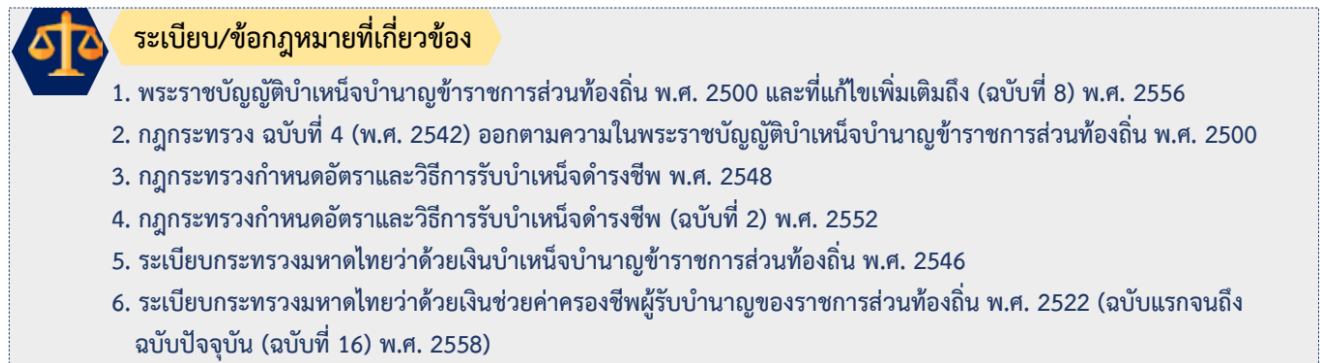 ระเบียบ/ข้อกฎหมายที่เกี่ยวข้อง
1. พระราชบัญญัติบำเหน็จบำนาญข้าราชการส่วนท้องถิ่น พ.ศ. 2500 และที่แก้ไขเพิ่มเติมถึง (ฉบับที่ 8) พ.ศ. 2556
2. กฎกระทรวง ฉบับที่ 4 (พ.ศ. 2542) ออกตามความในพระราชบัญญัติบำเหน็จบำนาญข้าราชการส่วนท้องถิ่น พ.ศ. 2500
3. กฎกระทรวงกำหนดอัตราและวิธีการรับบำเหน็จดำรงชีพ พ.ศ. 2548
4. กฎกระทรวงกำหนดอัตราและวิธีการรับบำเหน็จดำรงชีพ (ฉบับที่ 2) พ.ศ. 2552
5. ระเบียบกระทรวงมหาดไทยว่าด้วยเงินบำเหน็จบำนาญข้าราชการส่วนท้องถิ่น พ.ศ. 2546
6. ระเบียบกระทรวงมหาดไทยว่าด้วยเงินช่วยค่าครองชีพผู้รับบำนาญของราชการส่วนท้องถิ่น พ.ศ. 2522 (ฉบับแรกจนถึง
ฉบับปัจจุบัน (ฉบับที่ 16) พ.ศ. 2558)